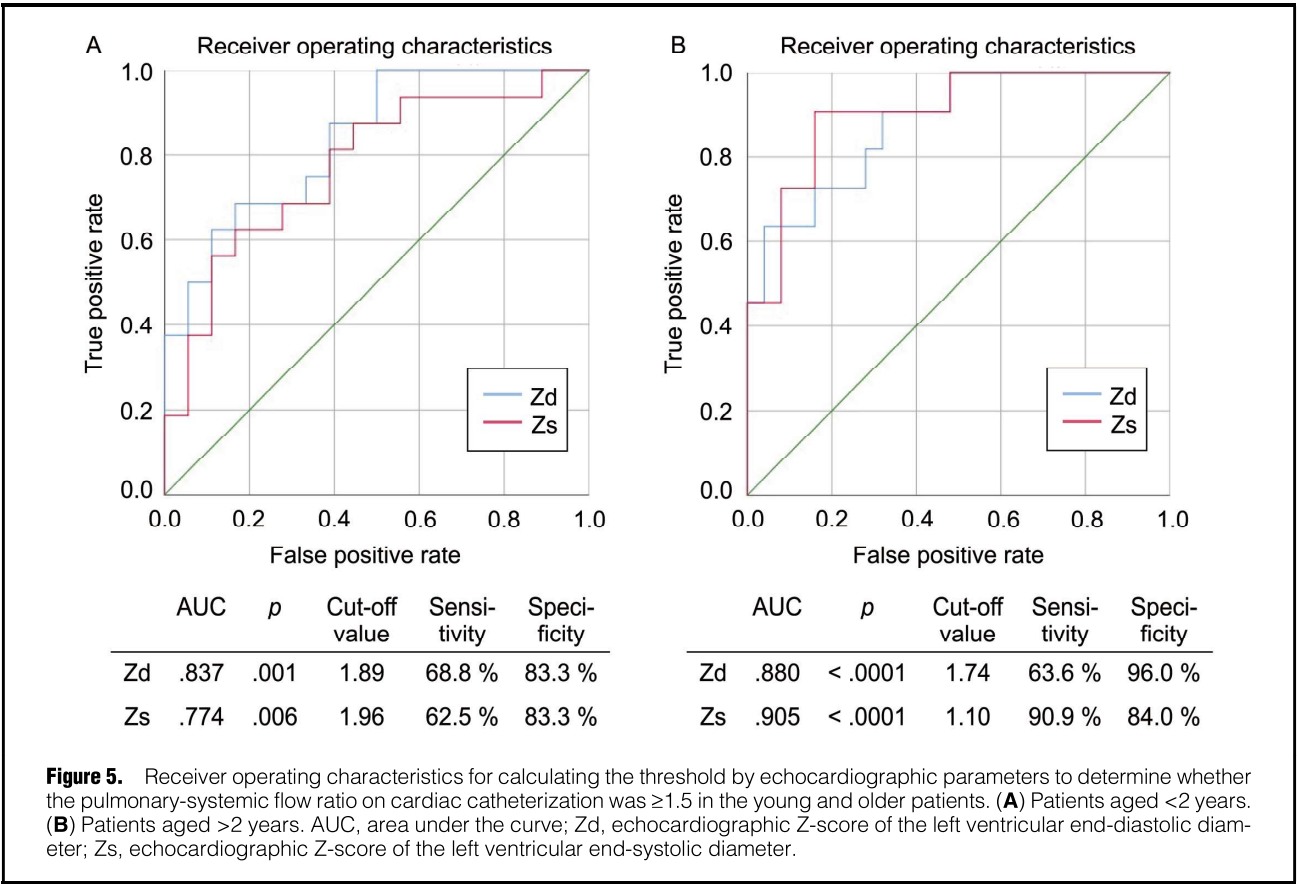 A
Receiver operating characteristics
1.0
0.8
0.6
0.4
0.2
0.0
True positive rate
Zd
Zs
0.0 0.2 0.4 0.6 0.8 1.0
False positive rate
AUC p Cut-off value Sensi-tivity Speci-ficity
Zd .837 .001 1.89 68.8 % 83.3 %
Zs .774 .006 1.96 62.5 % 83.3 %
B
Receiver operating characteristics
1.0
0.8
0.6
0.4
0.2
0.0
True positive rate
Zd
Zs
0.0 0.2 0.4 0.6 0.8 1.0
False positive rate
AUC p Cut-off value Sensi-tivity Speci-ficity
Zd .880 < .0001 1.74 63.6 % 96.0 %
Zs .905 < .0001 1.10 90.9 % 84.0 %
Figure 5. Receiver operating characteristics for calculating the threshold by echocardiographic parameters to determine whether
the pulmonary-systemic flow ratio on cardiac catheterization was ≥1.5 in the young and older patients. (A) Patients aged <2 years.
(B) Patients aged >2 years. AUC, area under the curve; Zd, echocardiographic Z-score of the left ventricular end-diastolic diam-
eter; Zs, echocardiographic Z-score of the left ventricular end-systolic diameter.